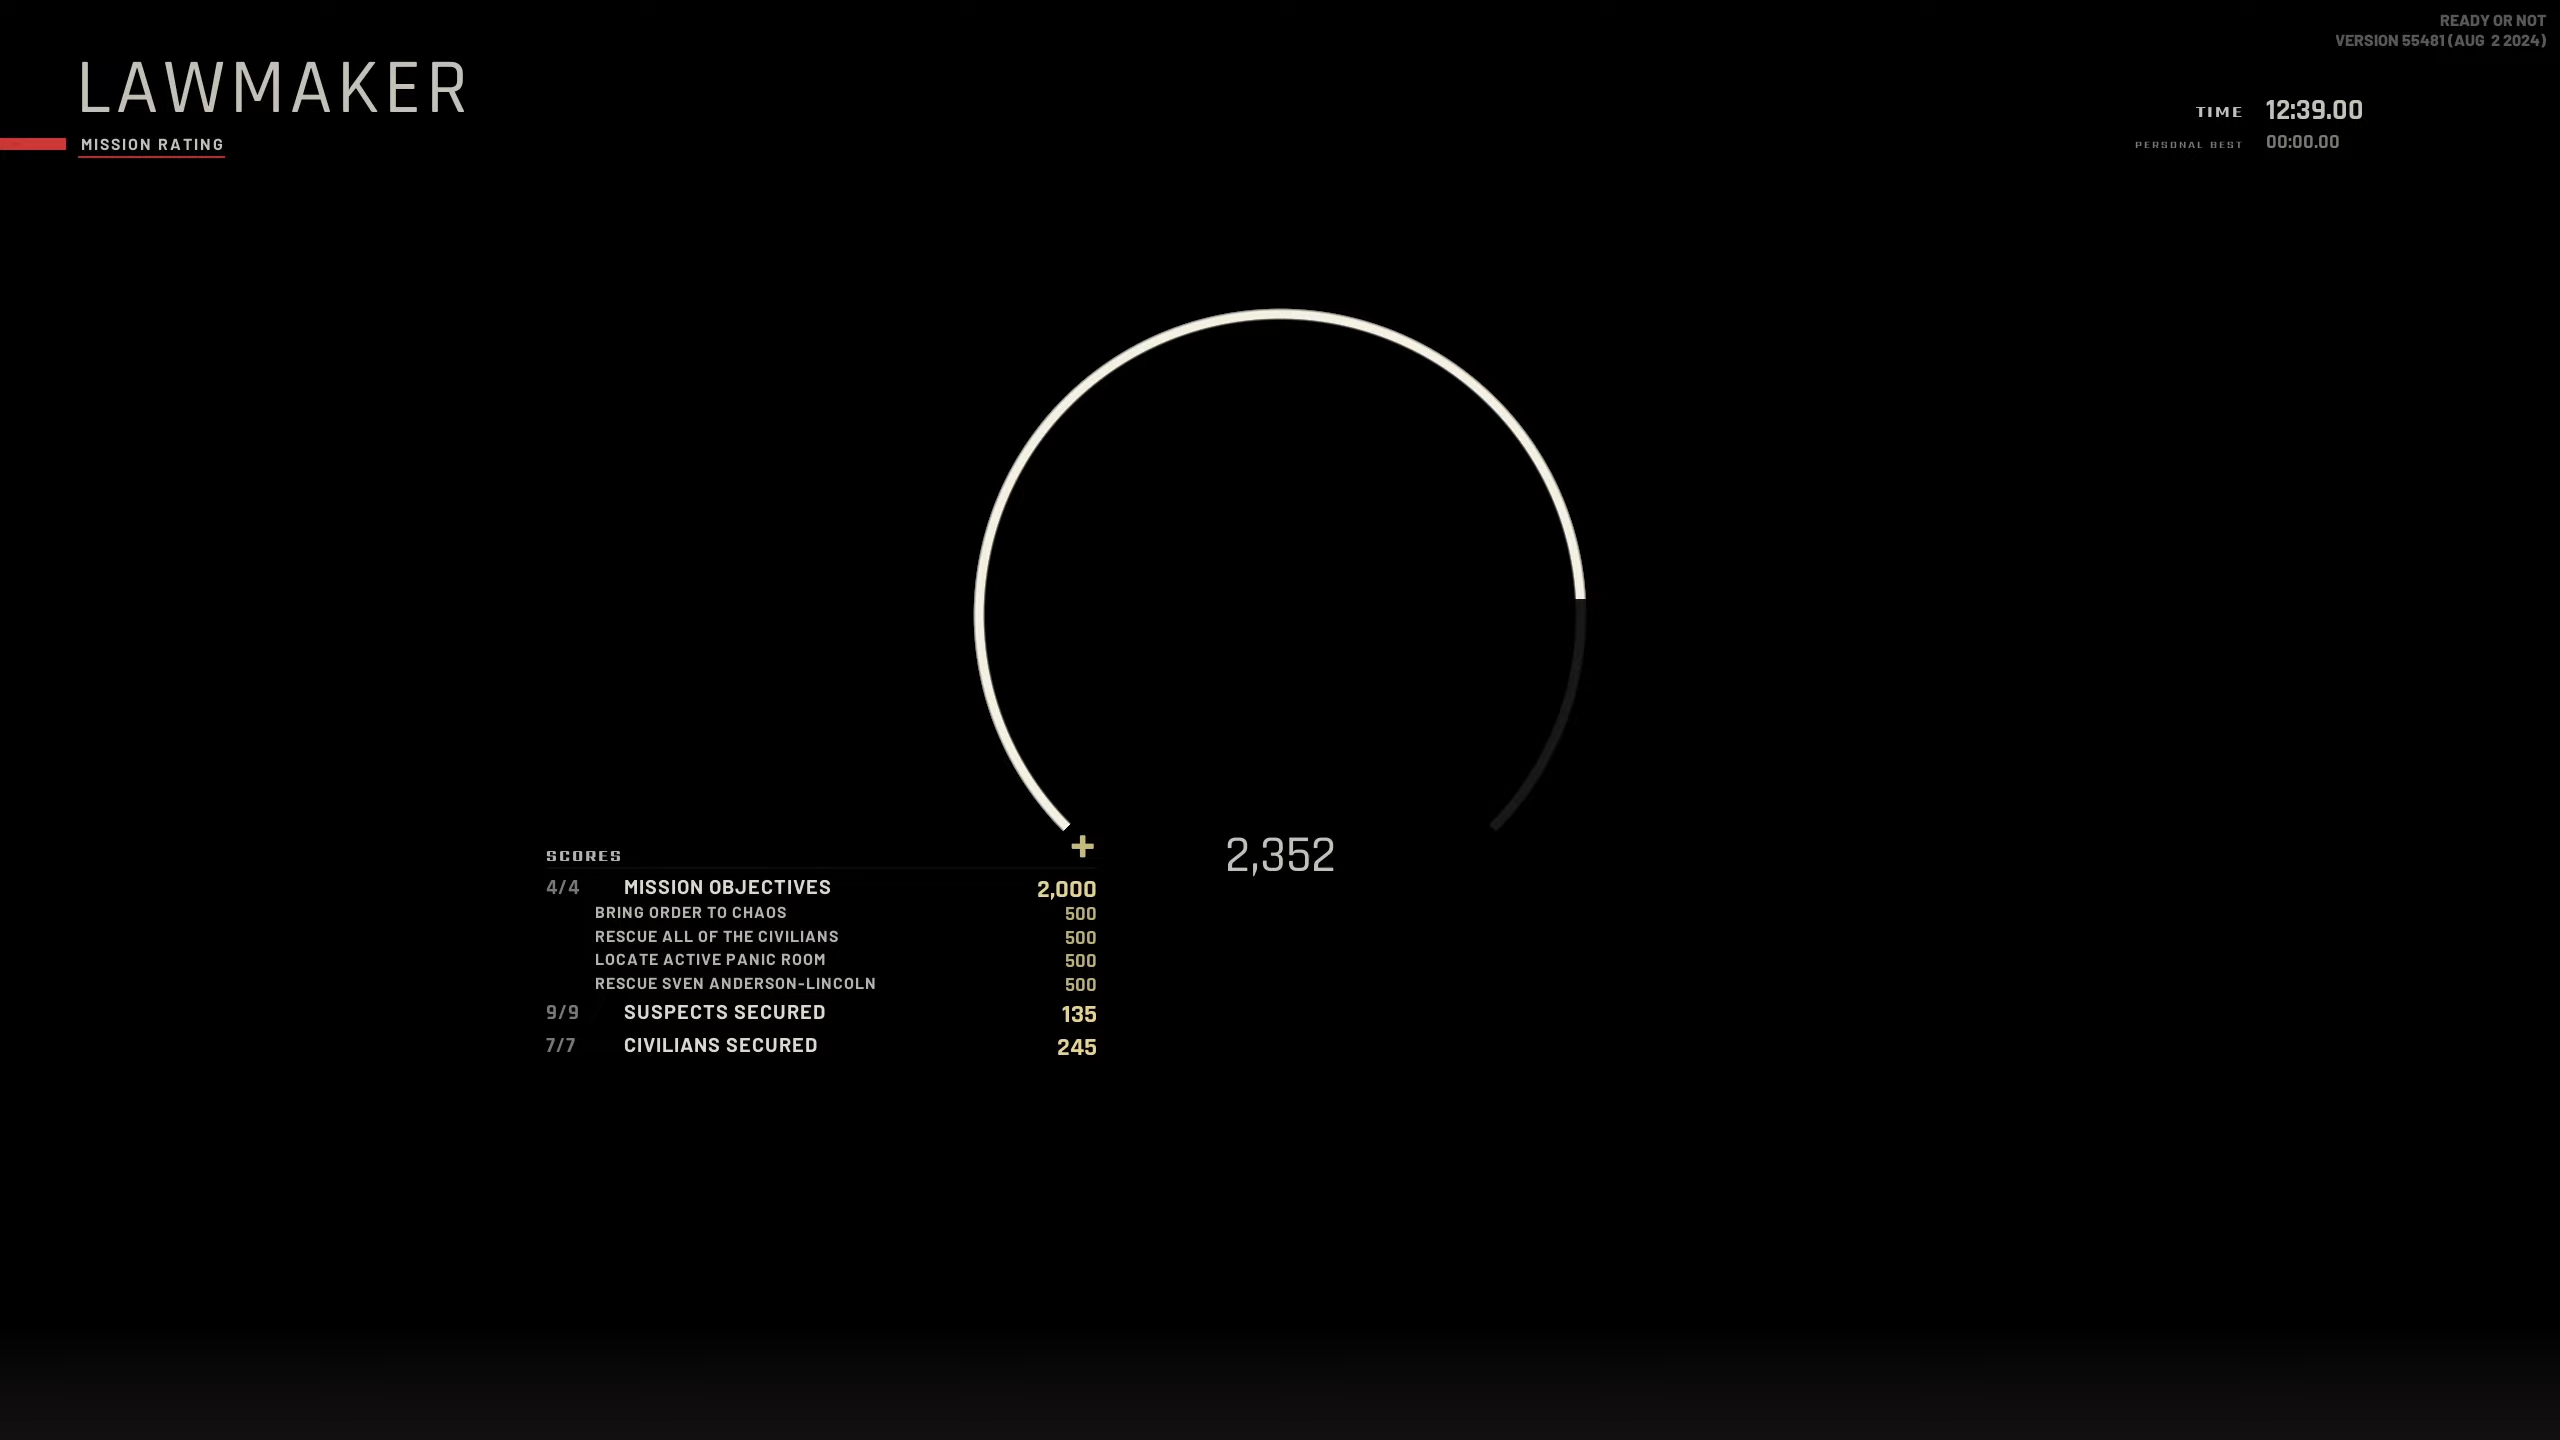 READY OR NOT
VERSION 55481 (AUG 2 2024)
LAWMAKER
MISSION RATING
TIME 12:39.00
PERSONAL BEST 00:00.00
2,352
SCORES +
4/4 MISSION OBJECTIVES 2,000
BRING ORDER TO CHAOS 500
RESCUE ALL OF THE CIVILIANS 500
LOCATE ACTIVE PANIC ROOM 500
RESCUE SVEN ANDERSON-LINCOLN 500
9/9 SUSPECTS SECURED 135
7/7 CIVILIANS SECURED 245